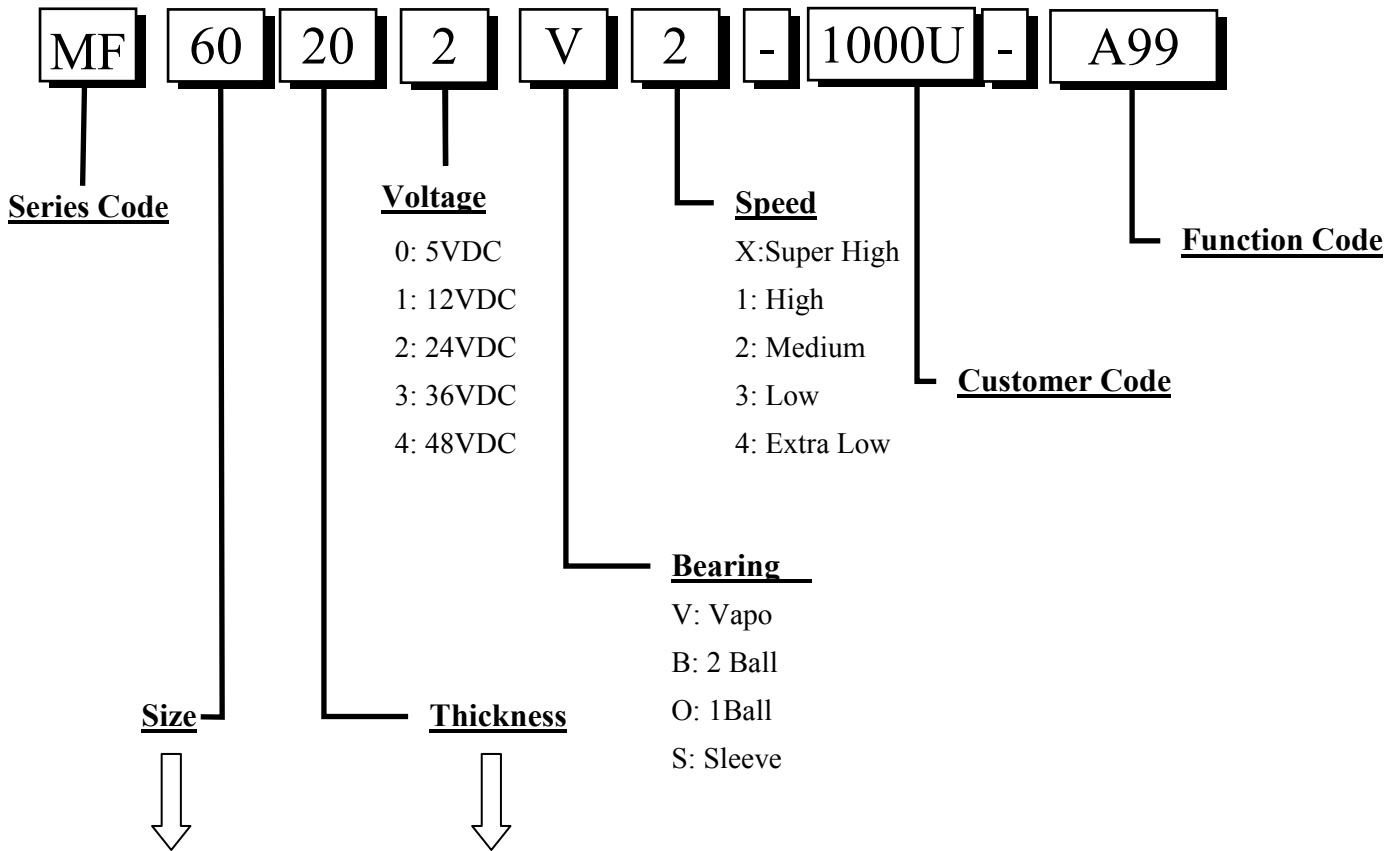 MF 60 20 2 V 2 - 1000U - A99
Series Code
Voltage
0: 5VDC
1: 12VDC
2: 24VDC
3: 36VDC
4: 48VDC
Speed
X:Super High
1: High
2: Medium
3: Low
4: Extra Low
Function Code
Customer Code
Bearing
V: Vapo
B: 2 Ball
O: 1Ball
S: Sleeve
Size
Thickness